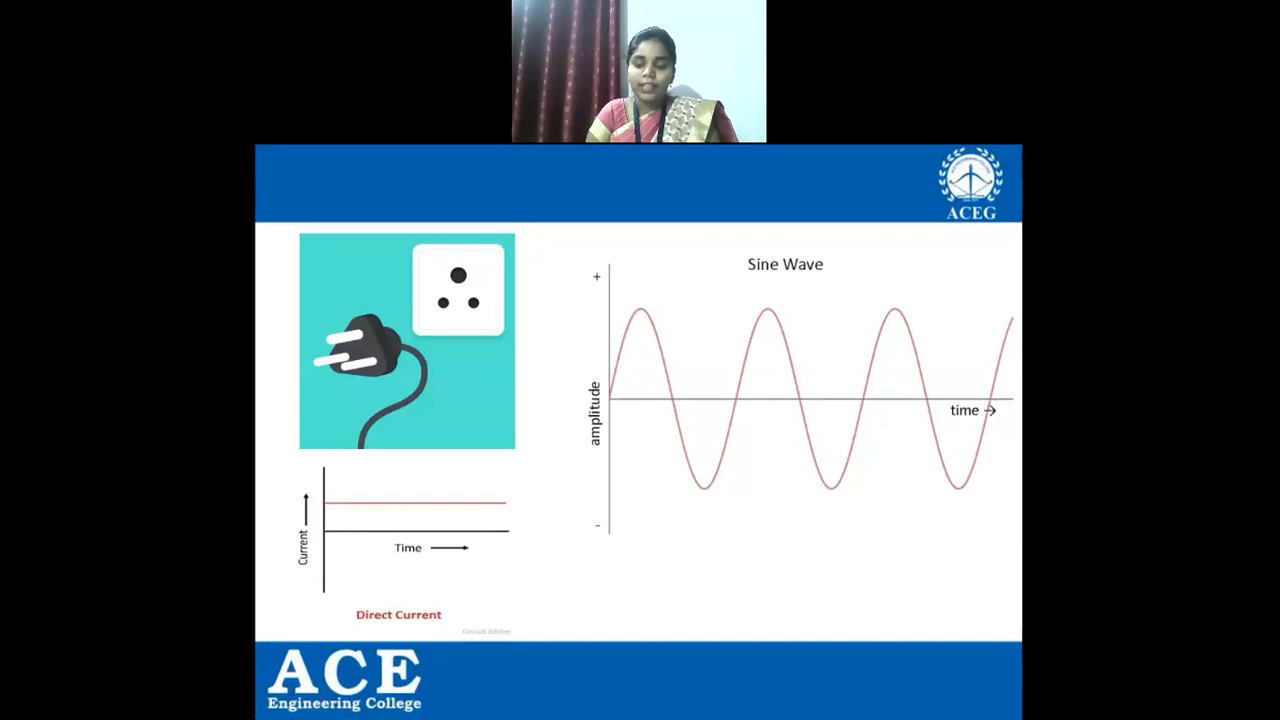 ACEG
Sine Wave
+
amplitude
time →
-
Current
Time
Direct Current
ACE
Engineering College